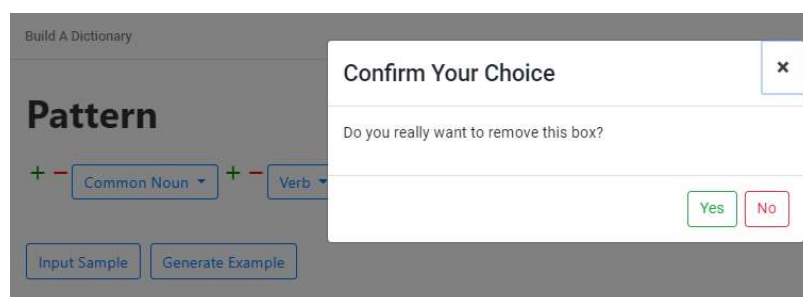 Build A Dictionary
Confirm Your Choice ×
Do you really want to remove this box?
Yes No
Pattern
+ − Common Noun + − Verb
Input Sample Generate Example